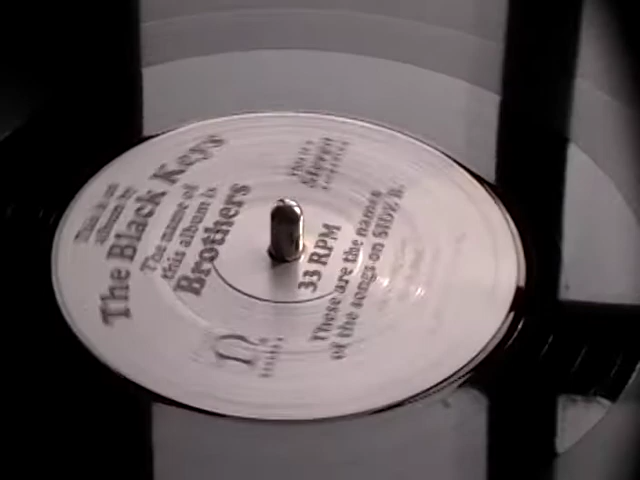 This is an
album by
The Black Keys
The name of
this album is
Brothers
33 RPM
These are the names
of the songs on SIDE B.